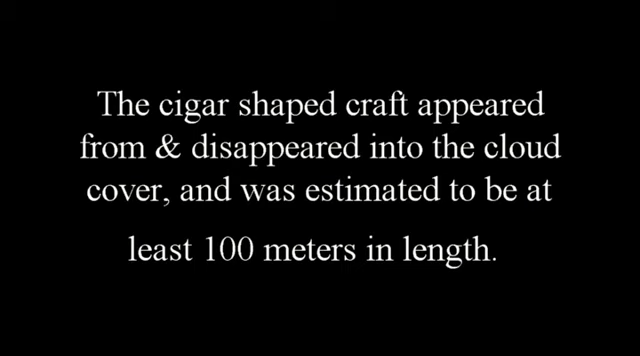 The cigar shaped craft appeared
from & disappeared into the cloud
cover, and was estimated to be at
least 100 meters in length.